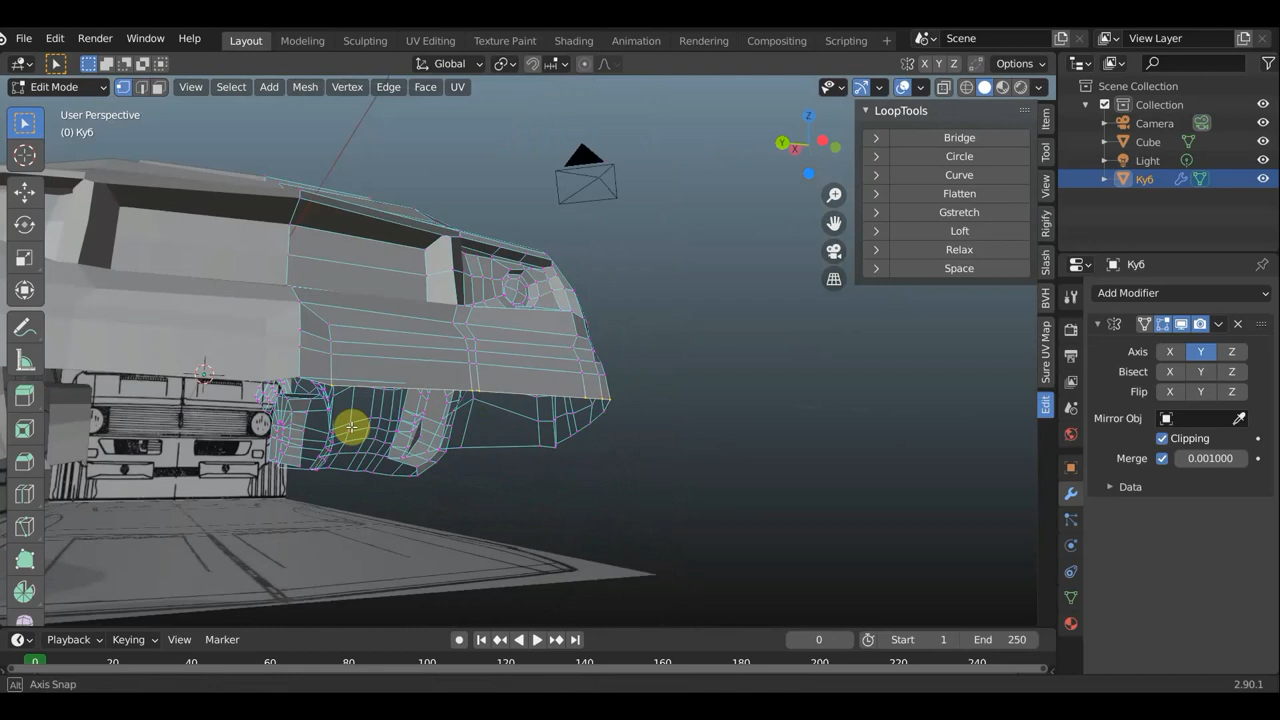 File Edit Render Window Help
Layout Modeling Sculpting UV Editing Texture Paint Shading Animation Rendering Compositing Scripting +
Scene
View Layer
Global
X Y Z
Options
Edit Mode
View Select Add Mesh Vertex Edge Face UV
User Perspective
(0) Куб
Z
Y
X
LoopTools
Bridge
Circle
Curve
Flatten
Gstretch
Loft
Relax
Space
Item
Tool
View
Rigify
Slash
BVH
Sure UV Map
Edit
Scene Collection
Collection
Camera
Cube
Light
Куб
Куб
Add Modifier
Axis X Y Z
Bisect X Y Z
Flip X Y Z
Mirror Obj
Clipping
Merge 0.001000
Data
Playback Keying View Marker
0
Start 1
End 250
0 20 40 60 80 100 120 140 160 180 200 220 240
Alt Axis Snap
2.90.1